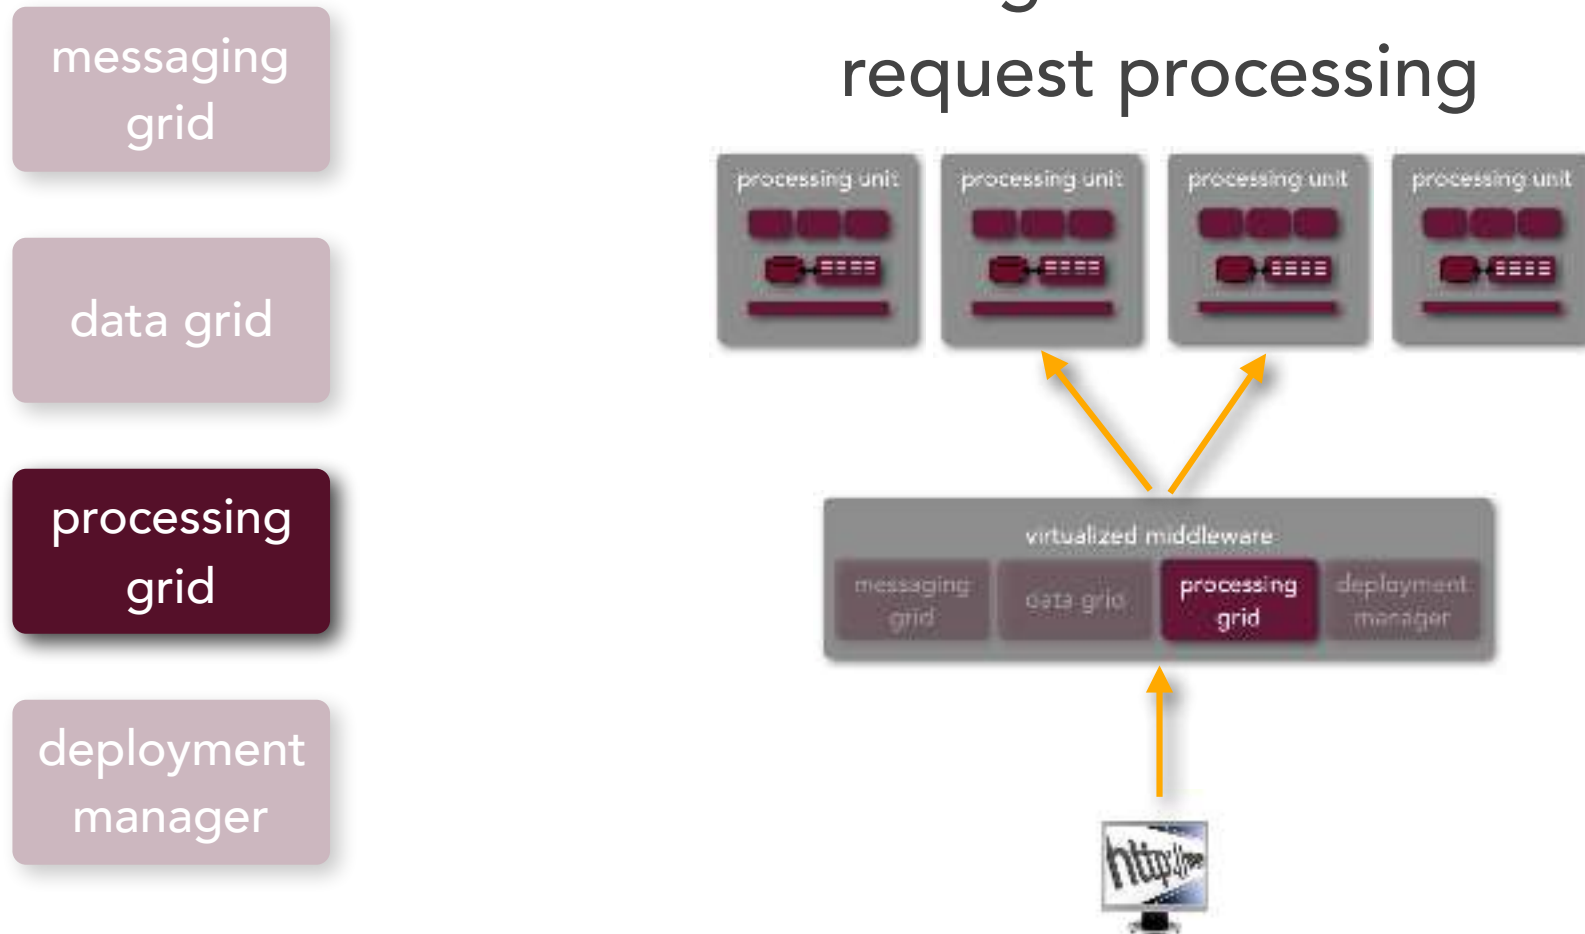 messaging
grid
data grid
processing
grid
deployment
manager
request processing
processing unit
processing unit
processing unit
processing unit
virtualized middleware
messaging
grid
data grid
processing
grid
deployment
manager
http://